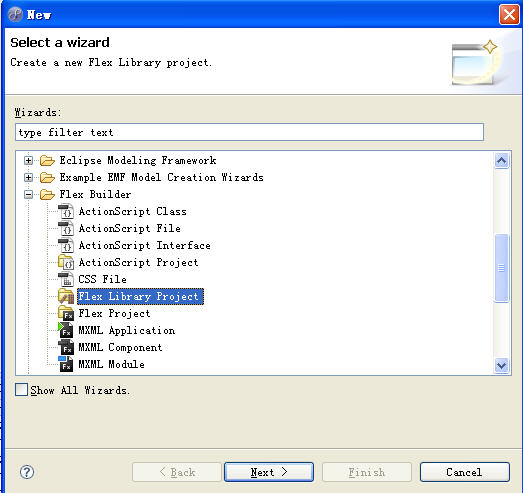 New
Select a wizard
Create a new Flex Library project.
Wizards:
type filter text
Eclipse Modeling Framework
Example EMF Model Creation Wizards
Flex Builder
ActionScript Class
ActionScript File
ActionScript Interface
ActionScript Project
CSS File
Flex Library Project
Flex Project
MXML Application
MXML Component
MXML Module
Show All Wizards.
? < Back Next > Finish Cancel